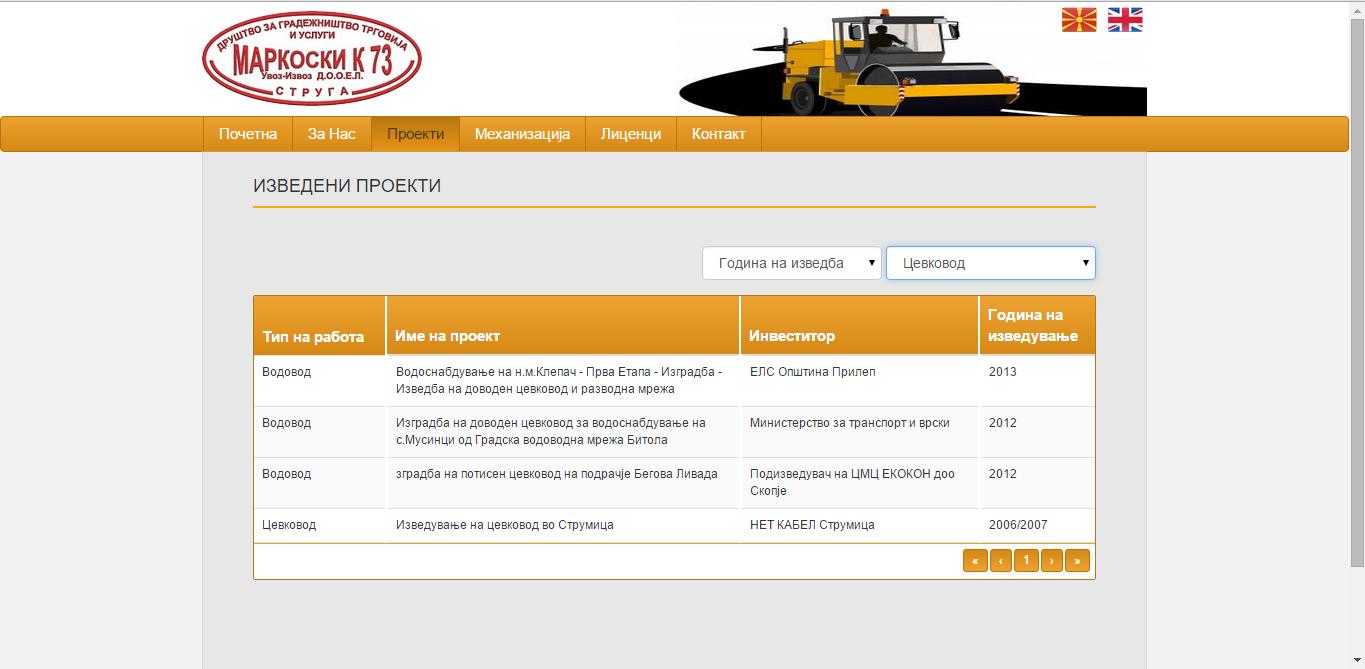 ДРУШТВО ЗА ГРАДЕЖНИШТВО ТРГОВИЈА
И УСЛУГИ
МАРКОСКИ К 73
Увоз-Извоз Д.О.О.Е.Л.
СТРУГА
Почетна За Нас Проекти Механизација Лиценци Контакт
ИЗВЕДЕНИ ПРОЕКТИ
Година на изведба Цевковод
Тип на работа Име на проект Инвеститор Година на
изведување
Водовод Водоснабдување на н.м.Клепач - Прва Етапа - Изградба - ЕЛС Општина Прилеп 2013
Изведба на доводен цевковод и разводна мрежа
Водовод Изградба на доводен цевковод за водоснабдување на Министерство за транспорт и врски 2012
с.Мусинци од Градска водоводна мрежа Битола
Водовод зградба на потисен цевковод на подрачје Бегова Ливада Подизведувач на ЦМЦ ЕКОКОН доо 2012
Скопје
Цевковод Изведување на цевковод во Струмица НЕТ КАБЕЛ Струмица 2006/2007
« ‹ 1 › »